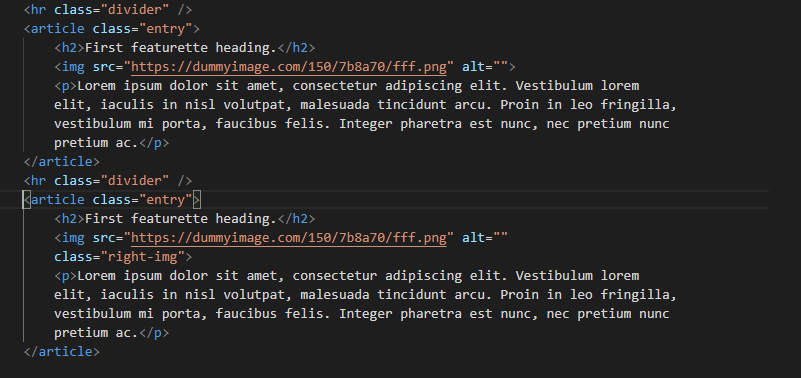 <hr class="divider" />
<article class="entry">
<h2>First featurette heading.</h2>
<img src="https://dummyimage.com/150/7b8a70/fff.png" alt="">
<p>Lorem ipsum dolor sit amet, consectetur adipiscing elit. Vestibulum lorem
elit, iaculis in nisl volutpat, malesuada tincidunt arcu. Proin in leo fringilla,
vestibulum mi porta, faucibus felis. Integer pharetra est nunc, nec pretium nunc
pretium ac.</p>
</article>
<hr class="divider" />
<article class="entry">
<h2>First featurette heading.</h2>
<img src="https://dummyimage.com/150/7b8a70/fff.png" alt=""
class="right-img">
<p>Lorem ipsum dolor sit amet, consectetur adipiscing elit. Vestibulum lorem
elit, iaculis in nisl volutpat, malesuada tincidunt arcu. Proin in leo fringilla,
vestibulum mi porta, faucibus felis. Integer pharetra est nunc, nec pretium nunc
pretium ac.</p>
</article>